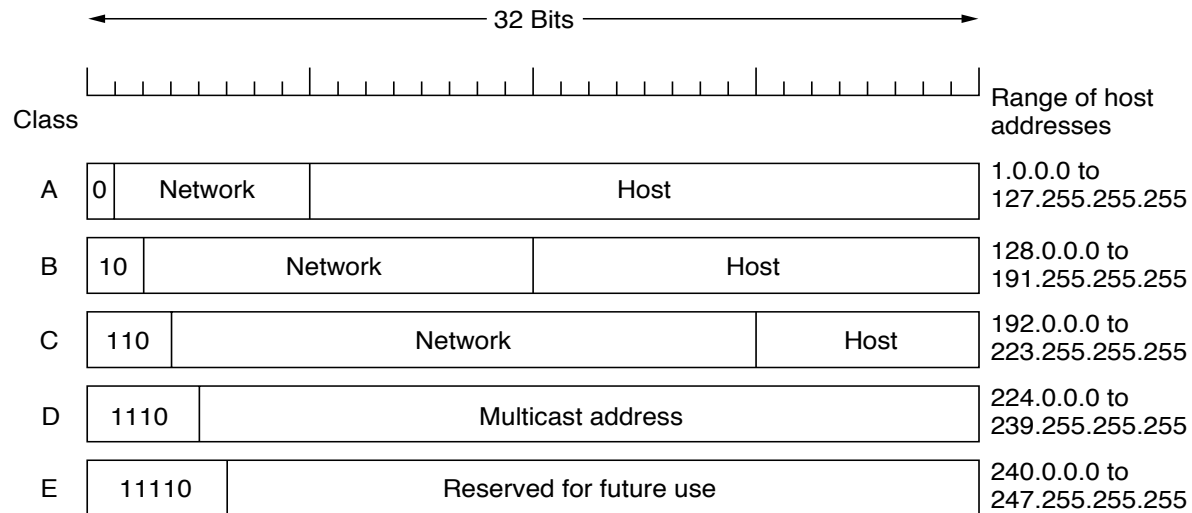 32 Bits
Range of host
addresses
Class
A 0 Network Host 1.0.0.0 to
127.255.255.255
B 10 Network Host 128.0.0.0 to
191.255.255.255
C 110 Network Host 192.0.0.0 to
223.255.255.255
D 1110 Multicast address 224.0.0.0 to
239.255.255.255
E 11110 Reserved for future use 240.0.0.0 to
247.255.255.255